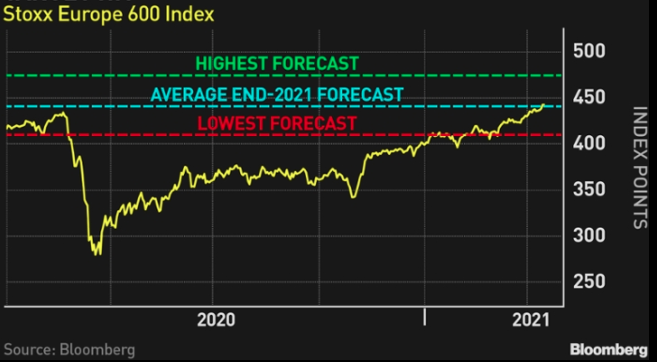 Stoxx Europe 600 Index
HIGHEST FORECAST
AVERAGE END-2021 FORECAST
LOWEST FORECAST
500
450
400
350
300
250
INDEX POINTS
2020
2021
Source: Bloomberg
Bloomberg